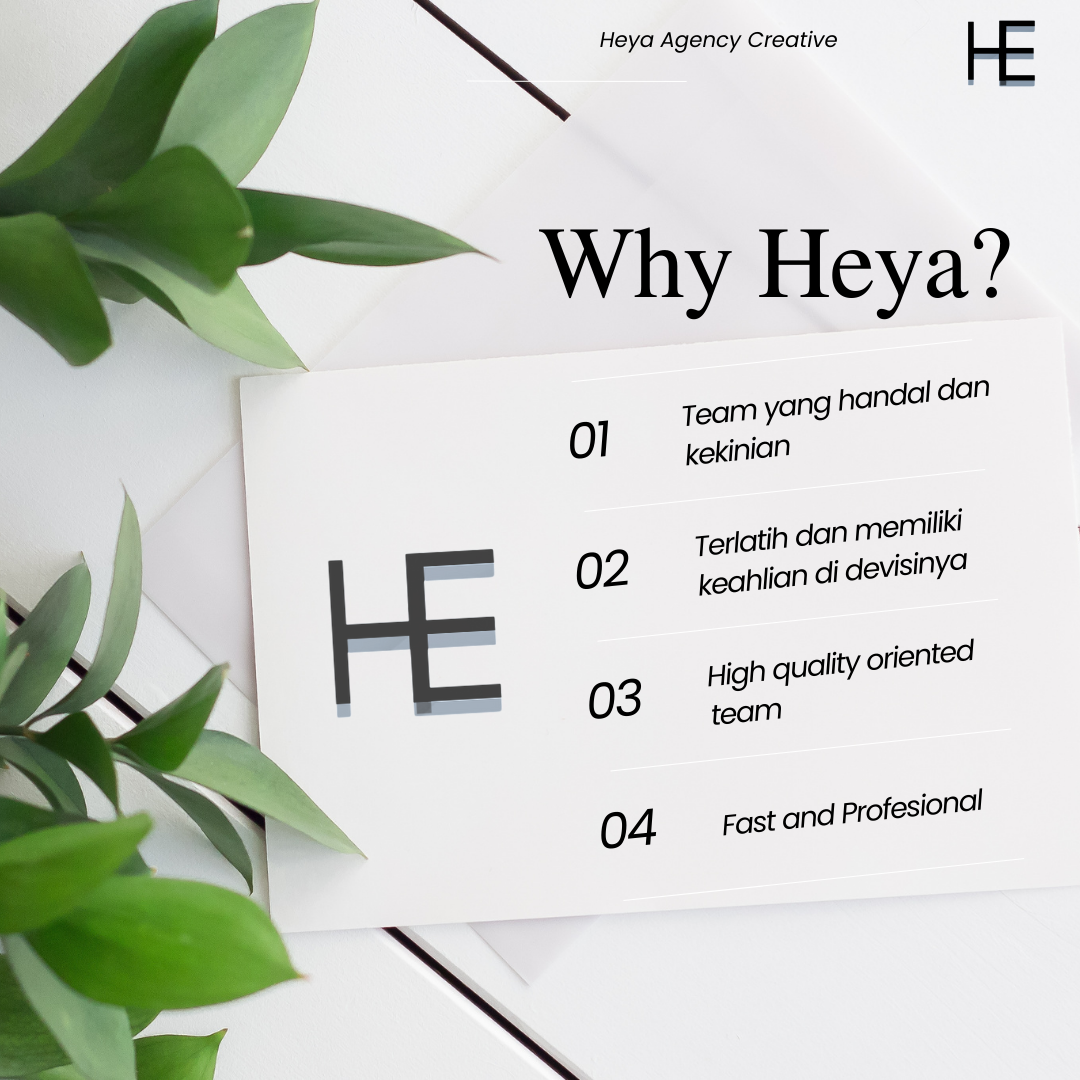 Heya Agency Creative
HE
Why Heya?
01
Team yang handal dan
kekinian
02
Terlatih dan memiliki
keahlian di devisinya
HE
03
High quality oriented
team
04
Fast and Profesional